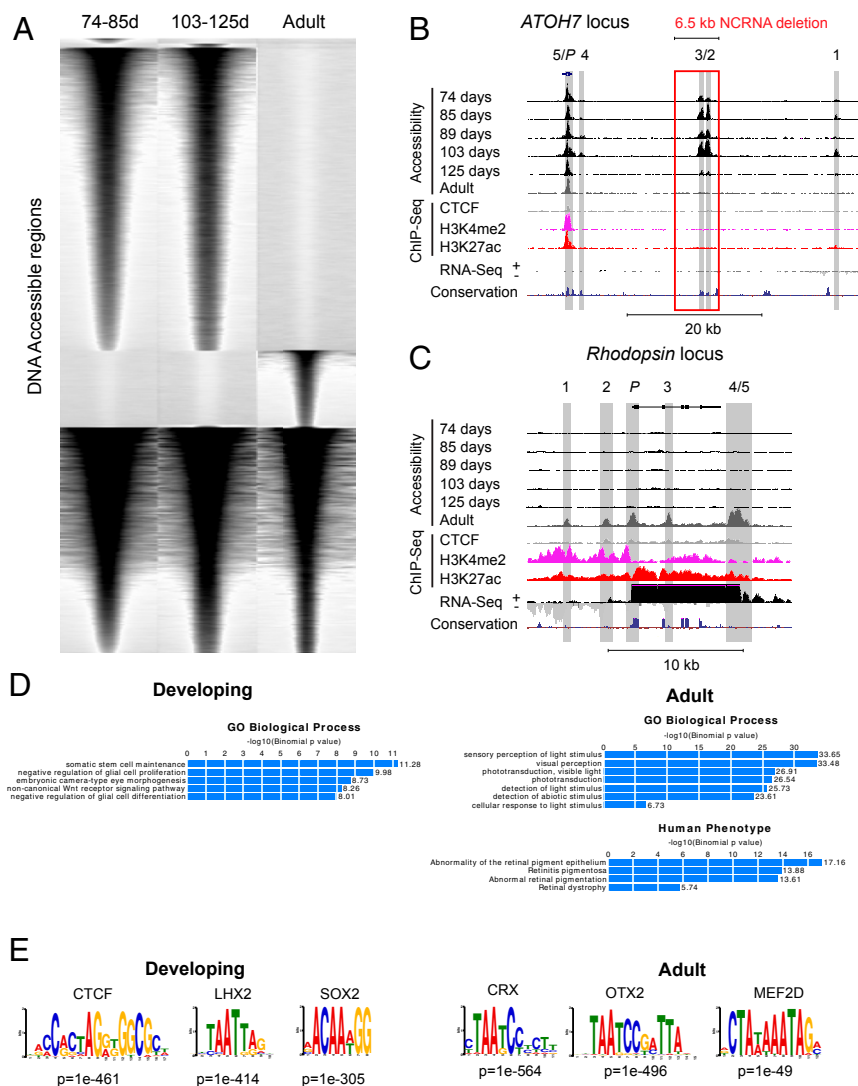 A
74-85d 103-125d Adult
DNA Accessible regions
B
ATOH7 locus
6.5 kb NCRNA deletion
5/P 4 3/2 1
Accessibility
74 days
85 days
89 days
103 days
125 days
Adult
ChIP-Seq
CTCF
H3K4me2
H3K27ac
RNA-Seq + -
Conservation
20 kb
C
Rhodopsin locus
1 2 P 3 4/5
Accessibility
74 days
85 days
89 days
103 days
125 days
Adult
ChIP-Seq
CTCF
H3K4me2
H3K27ac
RNA-Seq + -
Conservation
10 kb
D
Developing
GO Biological Process
-log10(Binomial p value)
0 1 2 3 4 5 6 7 8 9 10 11
somatic stem cell maintenance 11.28
negative regulation of glial cell proliferation 9.98
embryonic camera-type eye morphogenesis 8.73
non-canonical Wnt receptor signaling pathway 8.26
negative regulation of glial cell differentiation 8.01
Adult
GO Biological Process
-log10(Binomial p value)
0 5 10 15 20 25 30
sensory perception of light stimulus 33.65
visual perception 33.48
phototransduction, visible light 26.91
phototransduction 26.54
detection of light stimulus 25.73
detection of abiotic stimulus 23.61
cellular response to light stimulus 6.73
Human Phenotype
-log10(Binomial p value)
0 2 4 6 8 10 12 14 16
Abnormality of the retinal pigment epithelium 17.16
Retinitis pigmentosa 13.88
Abnormal retinal pigmentation 13.61
Retinal dystrophy 5.74
E
Developing
CTCF LHX2 SOX2
p=1e-461 p=1e-414 p=1e-305
Adult
CRX OTX2 MEF2D
p=1e-564 p=1e-496 p=1e-49